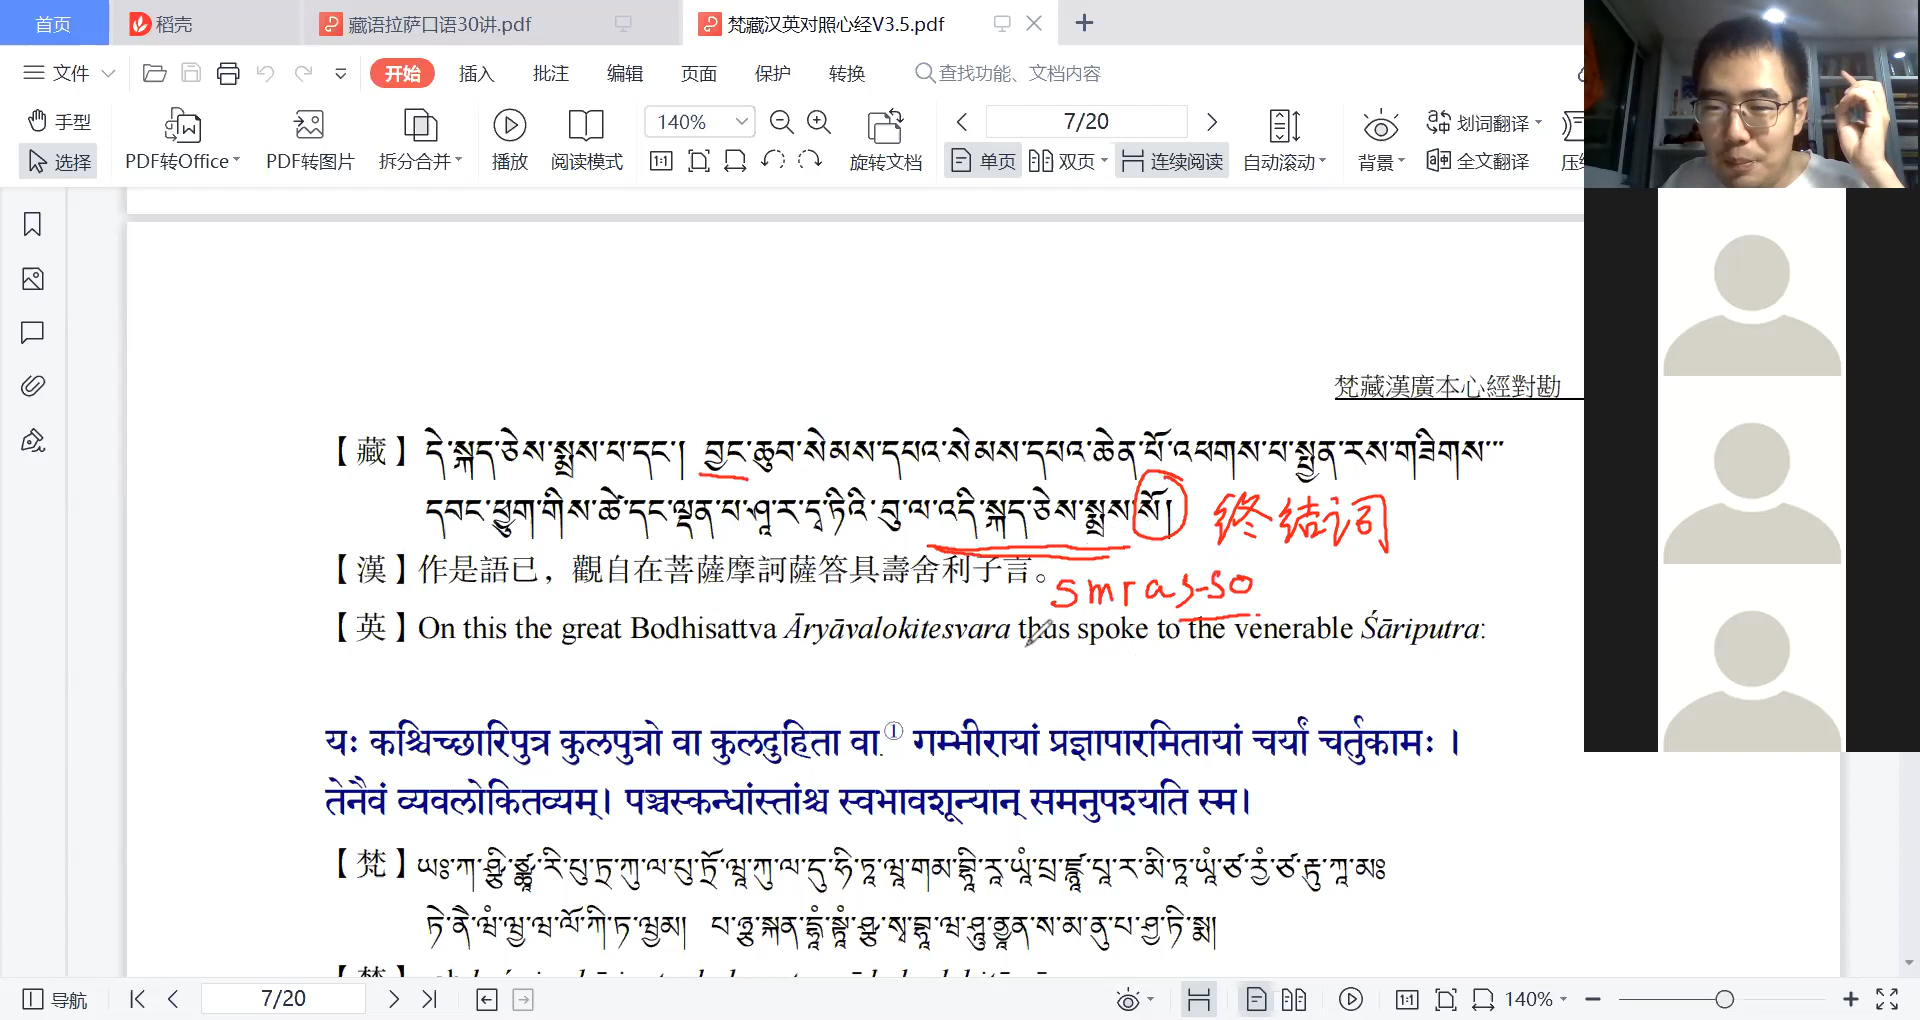 首页 稻壳 藏语拉萨口语30讲.pdf 梵藏汉英对照心经V3.5.pdf
文件 开始 插入 批注 编辑 页面 保护 转换 查找功能、文档内容
手型 140% 7/20 划词翻译
选择 PDF转Office PDF转图片 拆分合并 播放 阅读模式 旋转文档 单页 双页 连续阅读 自动滚动 背景 全文翻译
梵藏漢廣本心經對勘
【藏】དེ་སྐད་ཅེས་སྨྲས་པ་དང་། བྱང་ཆུབ་སེམས་དཔའ་སེམས་དཔའ་ཆེན་པོ་འཕགས་པ་སྤྱན་རས་གཟིགས་
དབང་ཕྱུག་གིས་ཚེ་དང་ལྡན་པ་ཤཱ་ར་དྭ་ཏིའི་བུ་ལ་འདི་སྐད་ཅེས་སྨྲས་སོ།
终结词
【漢】作是語已，觀自在菩薩摩訶薩答具壽舍利子言。
smras-so
【英】On this the great Bodhisattva Āryāvalokitesvara thus spoke to the venerable Śāriputra:
यः कश्चिच्छारिपुत्र कुलपुत्रो वा कुलदुहिता वा.① गम्भीरायां प्रज्ञापारमितायां चर्यां चर्तुकामः ।
तेनैवं व्यवलोकितव्यम्। पञ्चस्कन्धांस्तांश्च स्वभावशून्यान् समनुपश्यति स्म।
【梵】
导航 7/20 140%